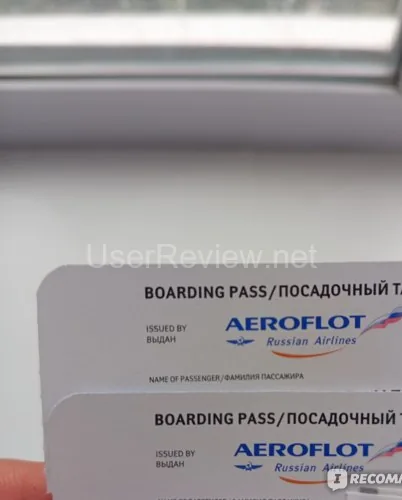 UserReview.net
BOARDING PASS/ПОСАДОЧНЫЙ
ISSUED BY
ВЫДАН
AEROFLOT
Russian Airlines
NAME OF PASSENGER/ФАМИЛИЯ ПАССАЖИРА
BOARDING PASS/ПОСАДОЧНЫЙ
ISSUED BY
ВЫДАН
AEROFLOT
Russian Airlines